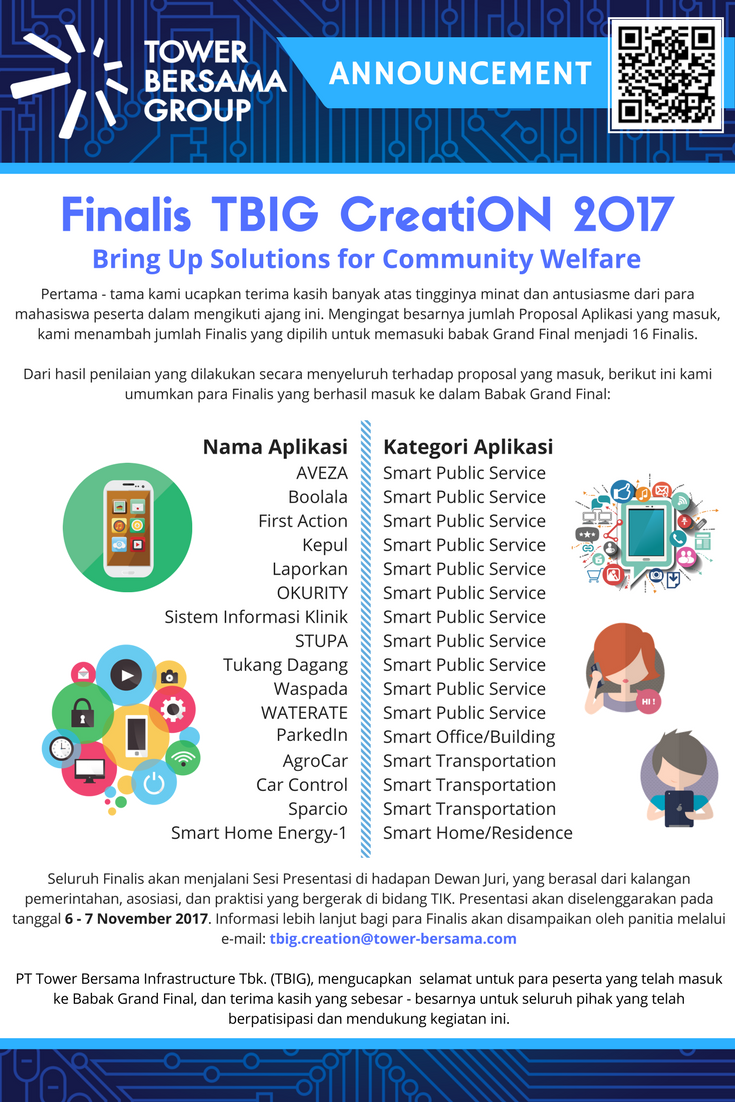 TOWER
BERSAMA
GROUP
ANNOUNCEMENT
Finalis TBIG CreatiON 2017
Bring Up Solutions for Community Welfare
Pertama - tama kami ucapkan terima kasih banyak atas tingginya minat dan antusiasme dari para
mahasiswa peserta dalam mengikuti ajang ini. Mengingat besarnya jumlah Proposal Aplikasi yang masuk,
kami menambah jumlah Finalis yang dipilih untuk memasuki babak Grand Final menjadi 16 Finalis.
Dari hasil penilaian yang dilakukan secara menyeluruh terhadap proposal yang masuk, berikut ini kami
umumkan para Finalis yang berhasil masuk ke dalam Babak Grand Final:
Nama Aplikasi Kategori Aplikasi
AVEZA Smart Public Service
Boolala Smart Public Service
First Action Smart Public Service
Kepul Smart Public Service
Laporkan Smart Public Service
OKURITY Smart Public Service
Sistem Informasi Klinik Smart Public Service
STUPA Smart Public Service
Tukang Dagang Smart Public Service
Waspada Smart Public Service
WATERATE Smart Public Service
ParkedIn Smart Office/Building
AgroCar Smart Transportation
Car Control Smart Transportation
Sparcio Smart Transportation
Smart Home Energy-1 Smart Home/Residence
HI !
Seluruh Finalis akan menjalani Sesi Presentasi di hadapan Dewan Juri, yang berasal dari kalangan
pemerintahan, asosiasi, dan praktisi yang bergerak di bidang TIK. Presentasi akan diselenggarakan pada
tanggal 6 - 7 November 2017. Informasi lebih lanjut bagi para Finalis akan disampaikan oleh panitia melalui
e-mail: tbig.creation@tower-bersama.com
PT Tower Bersama Infrastructure Tbk. (TBIG), mengucapkan selamat untuk para peserta yang telah masuk
ke Babak Grand Final, dan terima kasih yang sebesar - besarnya untuk seluruh pihak yang telah
berpatisipasi dan mendukung kegiatan ini.